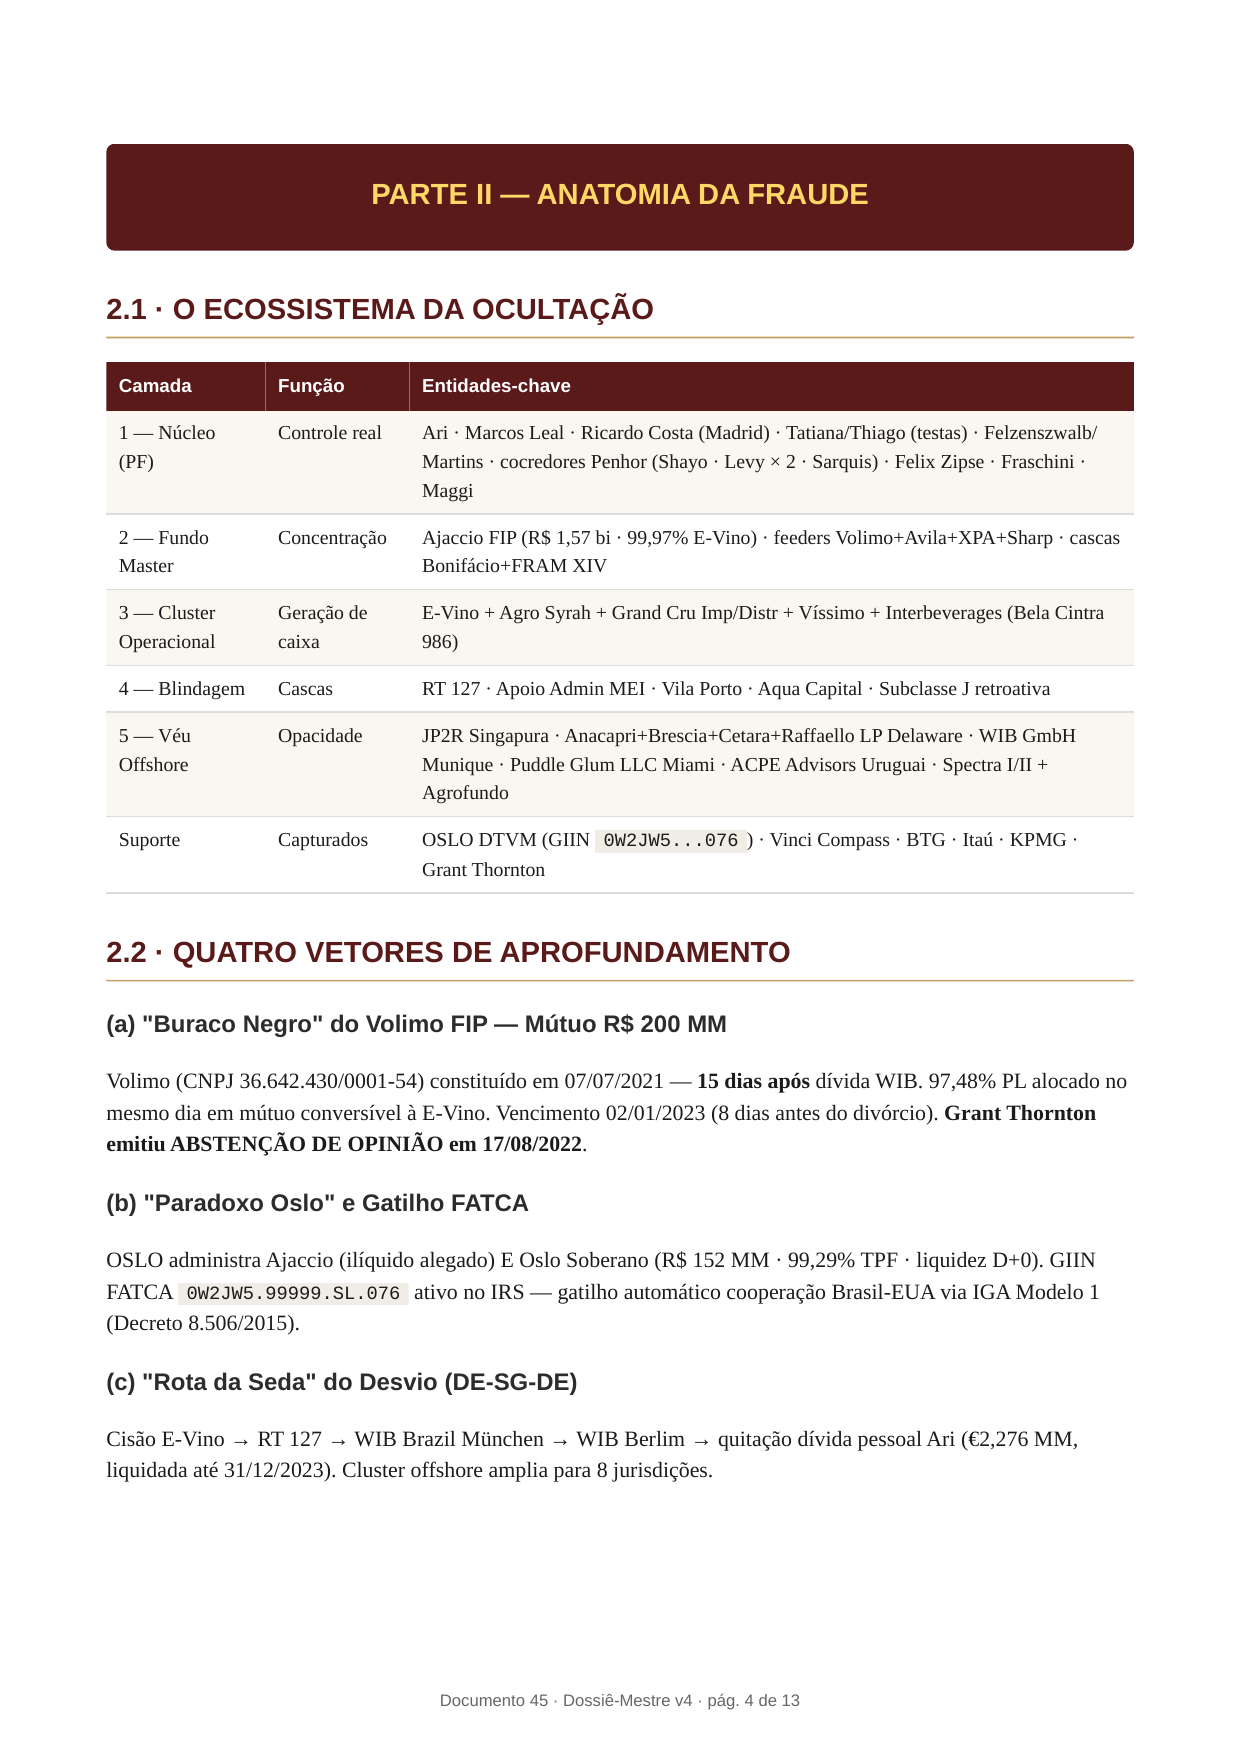 PARTE II — ANATOMIA DA FRAUDE
2.1 · O ECOSSISTEMA DA OCULTAÇÃO
Camada Função Entidades-chave
1 — Núcleo Controle real Ari · Marcos Leal · Ricardo Costa (Madrid) · Tatiana/Thiago (testas) · Felzenszwalb/
(PF) Martins · cocredores Penhor (Shayo · Levy × 2 · Sarquis) · Felix Zipse · Fraschini ·
Maggi
2 — Fundo Concentração Ajaccio FIP (R$ 1,57 bi · 99,97% E-Vino) · feeders Volimo+Avila+XPA+Sharp · cascas
Master Bonifácio+FRAM XIV
3 — Cluster Geração de E-Vino + Agro Syrah + Grand Cru Imp/Distr + Víssimo + Interbeverages (Bela Cintra
Operacional caixa 986)
4 — Blindagem Cascas RT 127 · Apoio Admin MEI · Vila Porto · Aqua Capital · Subclasse J retroativa
5 — Véu Opacidade JP2R Singapura · Anacapri+Brescia+Cetara+Raffaello LP Delaware · WIB GmbH
Offshore Munique · Puddle Glum LLC Miami · ACPE Advisors Uruguai · Spectra I/II +
Agrofundo
Suporte Capturados OSLO DTVM (GIIN 0W2JW5...076 ) · Vinci Compass · BTG · Itaú · KPMG ·
Grant Thornton
2.2 · QUATRO VETORES DE APROFUNDAMENTO
(a) "Buraco Negro" do Volimo FIP — Mútuo R$ 200 MM
Volimo (CNPJ 36.642.430/0001-54) constituído em 07/07/2021 — 15 dias após dívida WIB. 97,48% PL alocado no
mesmo dia em mútuo conversível à E-Vino. Vencimento 02/01/2023 (8 dias antes do divórcio). Grant Thornton
emitiu ABSTENÇÃO DE OPINIÃO em 17/08/2022.
(b) "Paradoxo Oslo" e Gatilho FATCA
OSLO administra Ajaccio (ilíquido alegado) E Oslo Soberano (R$ 152 MM · 99,29% TPF · liquidez D+0). GIIN
FATCA 0W2JW5.99999.SL.076 ativo no IRS — gatilho automático cooperação Brasil-EUA via IGA Modelo 1
(Decreto 8.506/2015).
(c) "Rota da Seda" do Desvio (DE-SG-DE)
Cisão E-Vino → RT 127 → WIB Brazil München → WIB Berlim → quitação dívida pessoal Ari (€2,276 MM,
liquidada até 31/12/2023). Cluster offshore amplia para 8 jurisdições.
Documento 45 · Dossiê-Mestre v4 · pág. 4 de 13